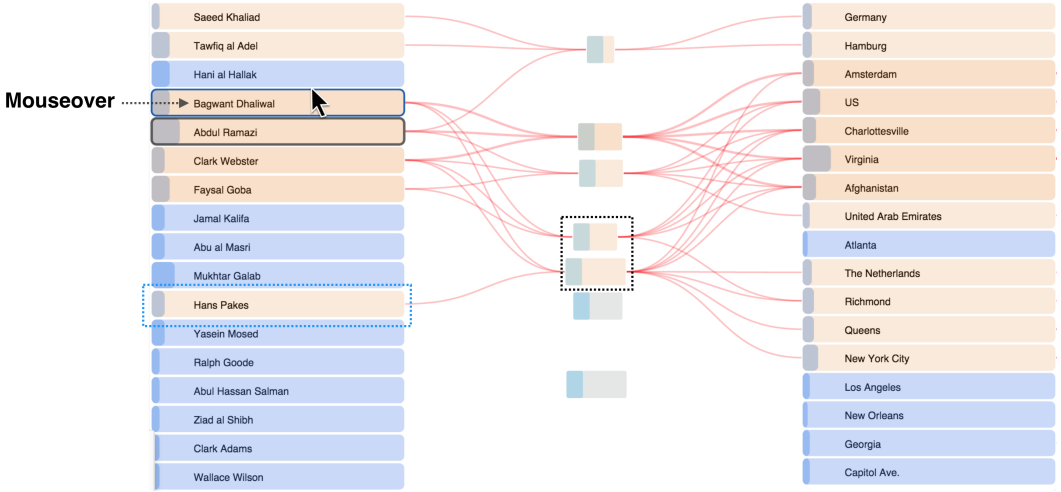 Saeed Khaliad
Tawfiq al Adel
Hani al Hallak
Mouseover
Bagwant Dhaliwal
Abdul Ramazi
Clark Webster
Faysal Goba
Jamal Kalifa
Abu al Masri
Mukhtar Galab
Hans Pakes
Yasein Mosed
Ralph Goode
Abul Hassan Salman
Ziad al Shibh
Clark Adams
Wallace Wilson
Germany
Hamburg
Amsterdam
US
Charlottesville
Virginia
Afghanistan
United Arab Emirates
Atlanta
The Netherlands
Richmond
Queens
New York City
Los Angeles
New Orleans
Georgia
Capitol Ave.